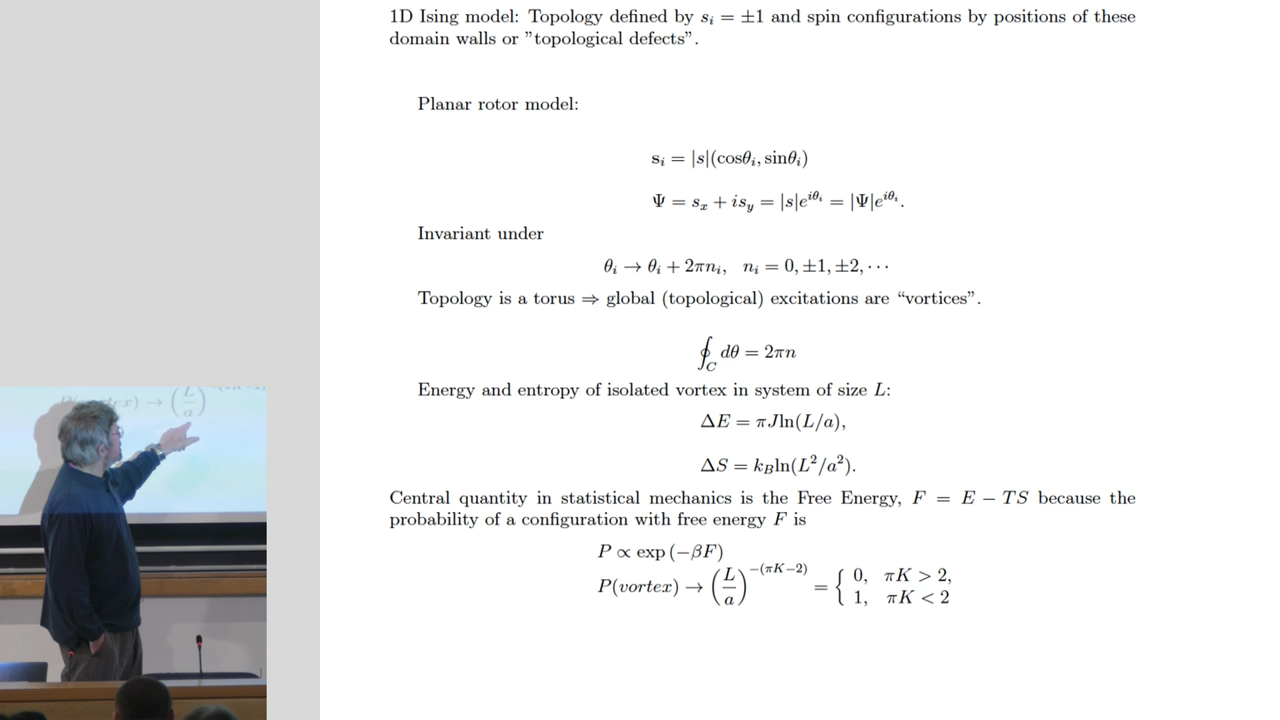 1D Ising model: Topology defined by sᵢ = ±1 and spin configurations by positions of these
domain walls or ”topological defects”.
Planar rotor model:
sᵢ = |s|(cosθᵢ, sinθᵢ)
Ψ = sₓ + is_y = |s|e^{iθᵢ} = |Ψ|e^{iθᵢ}.
Invariant under
θᵢ → θᵢ + 2πnᵢ, nᵢ = 0, ±1, ±2, ···
Topology is a torus ⇒ global (topological) excitations are “vortices”.
∮_C dθ = 2πn
Energy and entropy of isolated vortex in system of size L:
ΔE = πJln(L/a),
ΔS = k_Bln(L²/a²).
Central quantity in statistical mechanics is the Free Energy, F = E − TS because the
probability of a configuration with free energy F is
P ∝ exp (−βF)
P(vortex) → (L/a)^{−(πK−2)} = { 0, πK > 2,
1, πK < 2